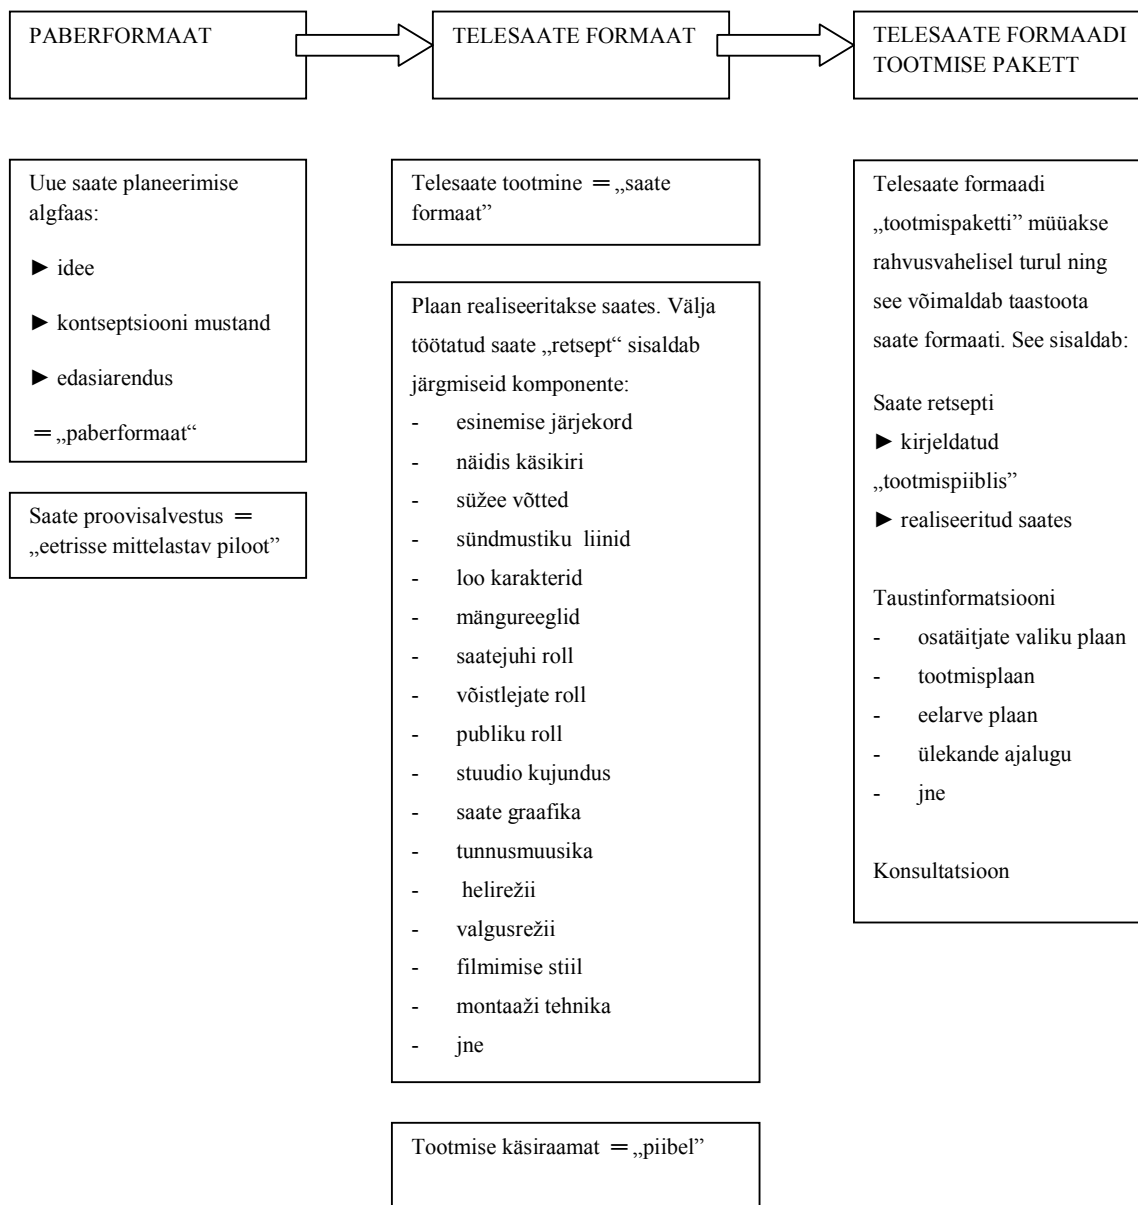 PABERFORMAAT
TELESAATE FORMAAT
TELESAATE FORMAADI
TOOTMISE PAKETT
Uue saate planeerimise
algfaas:
► idee
► kontseptsiooni mustand
► edasiarendus
= „paberformaat“
Saate proovisalvestus =
„eetrisse mittelastav piloot”
Telesaate tootmine = „saate
formaat”
Plaan realiseeritakse saates. Välja
töötatud saate „retsept“ sisaldab
järgmiseid komponente:
- esinemise järjekord
- näidis käsikiri
- süžee võtted
- sündmustiku liinid
- loo karakterid
- mängureeglid
- saatejuhi roll
- võistlejate roll
- publiku roll
- stuudio kujundus
- saate graafika
- tunnusmuusika
- helirežii
- valgusrežii
- filmimise stiil
- montaaži tehnika
- jne
Tootmise käsiraamat = „piibel”
Telesaate formaadi
„tootmispaketti” müüakse
rahvusvahelisel turul ning
see võimaldab taastoota
saate formaati. See sisaldab:
Saate retsepti
► kirjeldatud
„tootmispiiblis”
► realiseeritud saates
Taustinformatsiooni
- osatäitjate valiku plaan
- tootmisplaan
- eelarve plaan
- ülekande ajalugu
- jne
Konsultatsioon